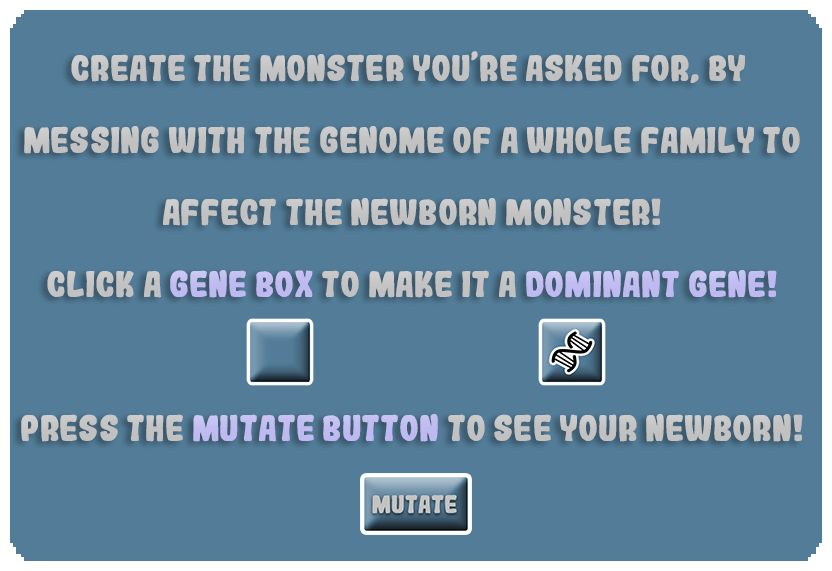 CREATE THE MONSTER YOU'RE ASKED FOR, BY
MESSING WITH THE GENOME OF A WHOLE FAMILY TO
AFFECT THE NEWBORN MONSTER!
CLICK A GENE BOX TO MAKE IT A DOMINANT GENE!
PRESS THE MUTATE BUTTON TO SEE YOUR NEWBORN!
MUTATE